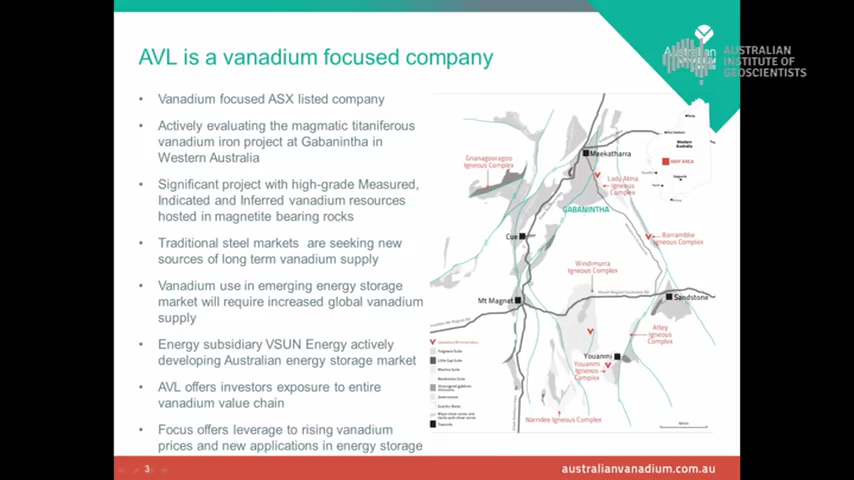 AVL is a vanadium focused company
Australian
AUSTRALIAN
INSTITUTE OF
GEOSCIENTISTS
• Vanadium focused ASX listed company
• Actively evaluating the magmatic titaniferous
vanadium iron project at Gabanintha in
Western Australia
• Significant project with high-grade Measured,
Indicated and Inferred vanadium resources
hosted in magnetite bearing rocks
• Traditional steel markets are seeking new
sources of long term vanadium supply
• Vanadium use in emerging energy storage
market will require increased global vanadium
supply
• Energy subsidiary VSUN Energy actively
developing Australian energy storage market
• AVL offers investors exposure to entire
vanadium value chain
• Focus offers leverage to rising vanadium
prices and new applications in energy storage
Western
Australia
MAP AREA
Meekatharra
Gnanagooragoo
Igneous Complex
Lady Alma
Igneous
Complex
GABANINTHA
Cue
Barrambie
Igneous Complex
Windimurra
Igneous Complex
Mt Magnet
Sandstone
Atley
Igneous
Complex
Youanmi
Youanmi
Igneous
Complex
Narndee Igneous Complex
3
australianvanadium.com.au